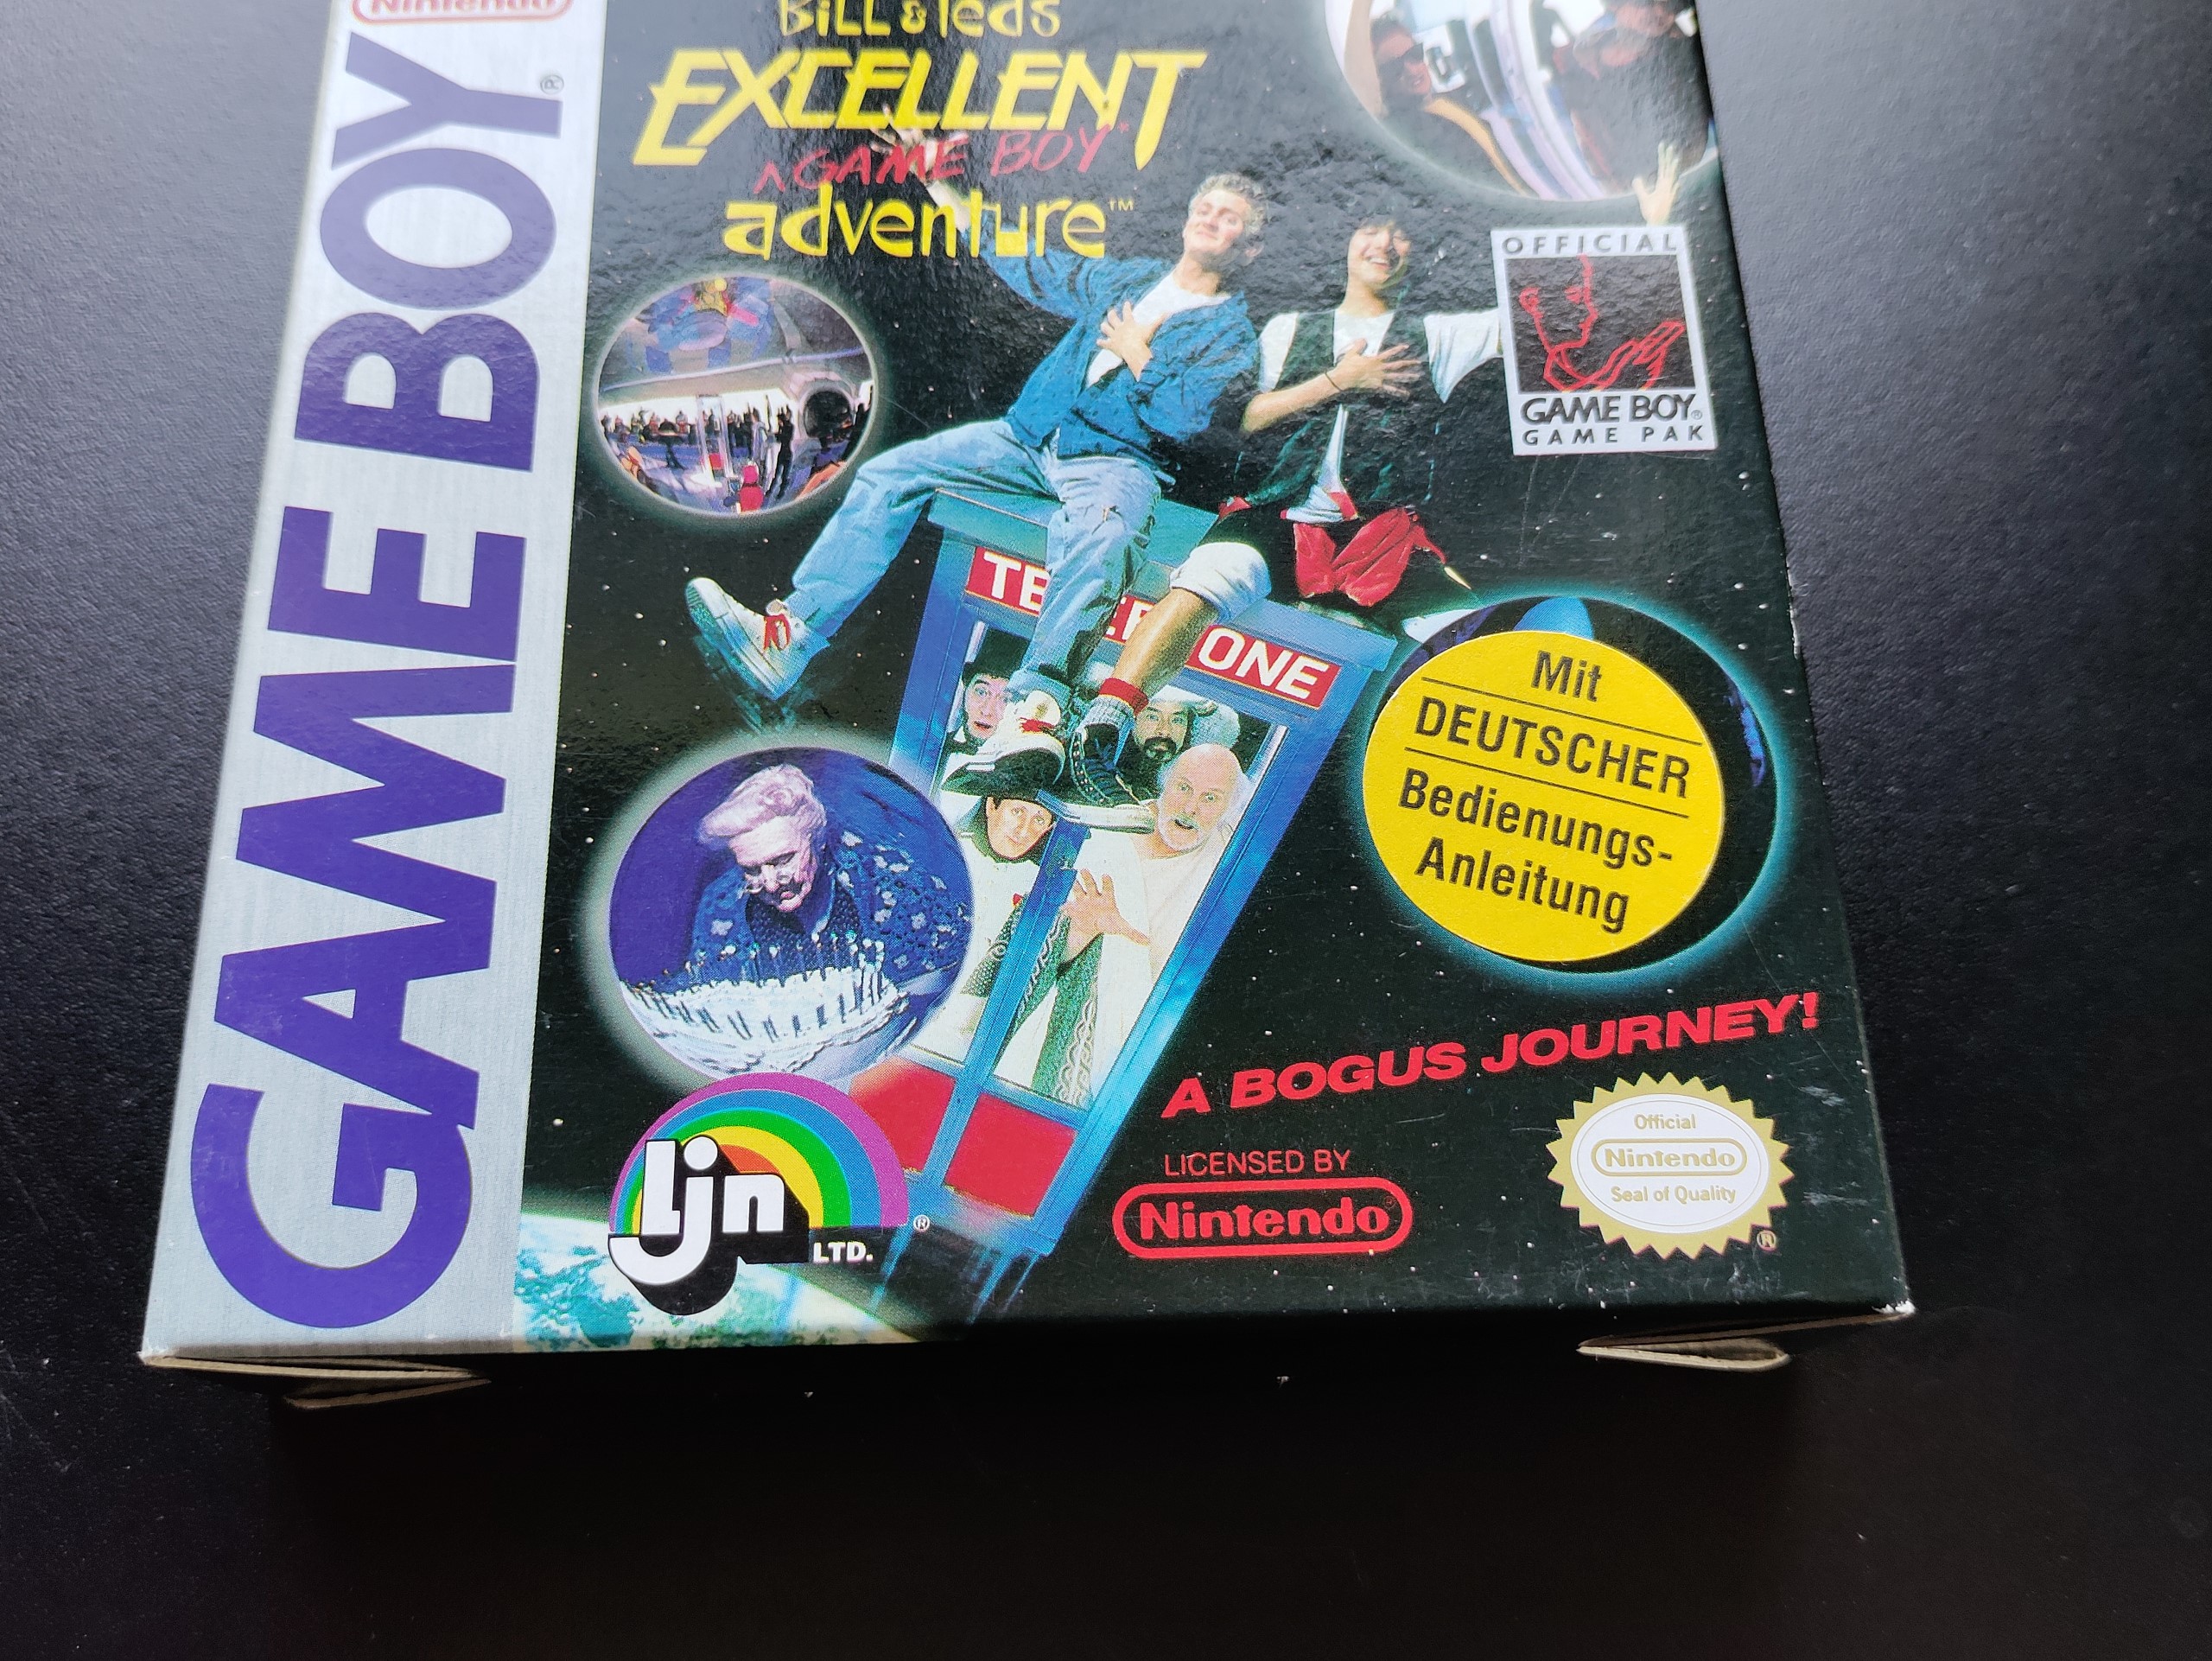 Nintendo
GAME BOY®
Bill & Ted's
EXCELLENT
^ GAME BOY*
adventure™
OFFICIAL
GAME BOY®
GAME PAK
ONE
Mit
DEUTSCHER
Bedienungs-
Anleitung
A BOGUS JOURNEY!
LICENSED BY
Nintendo®
Official
Nintendo
Seal of Quality
®
ljn
LTD.
®